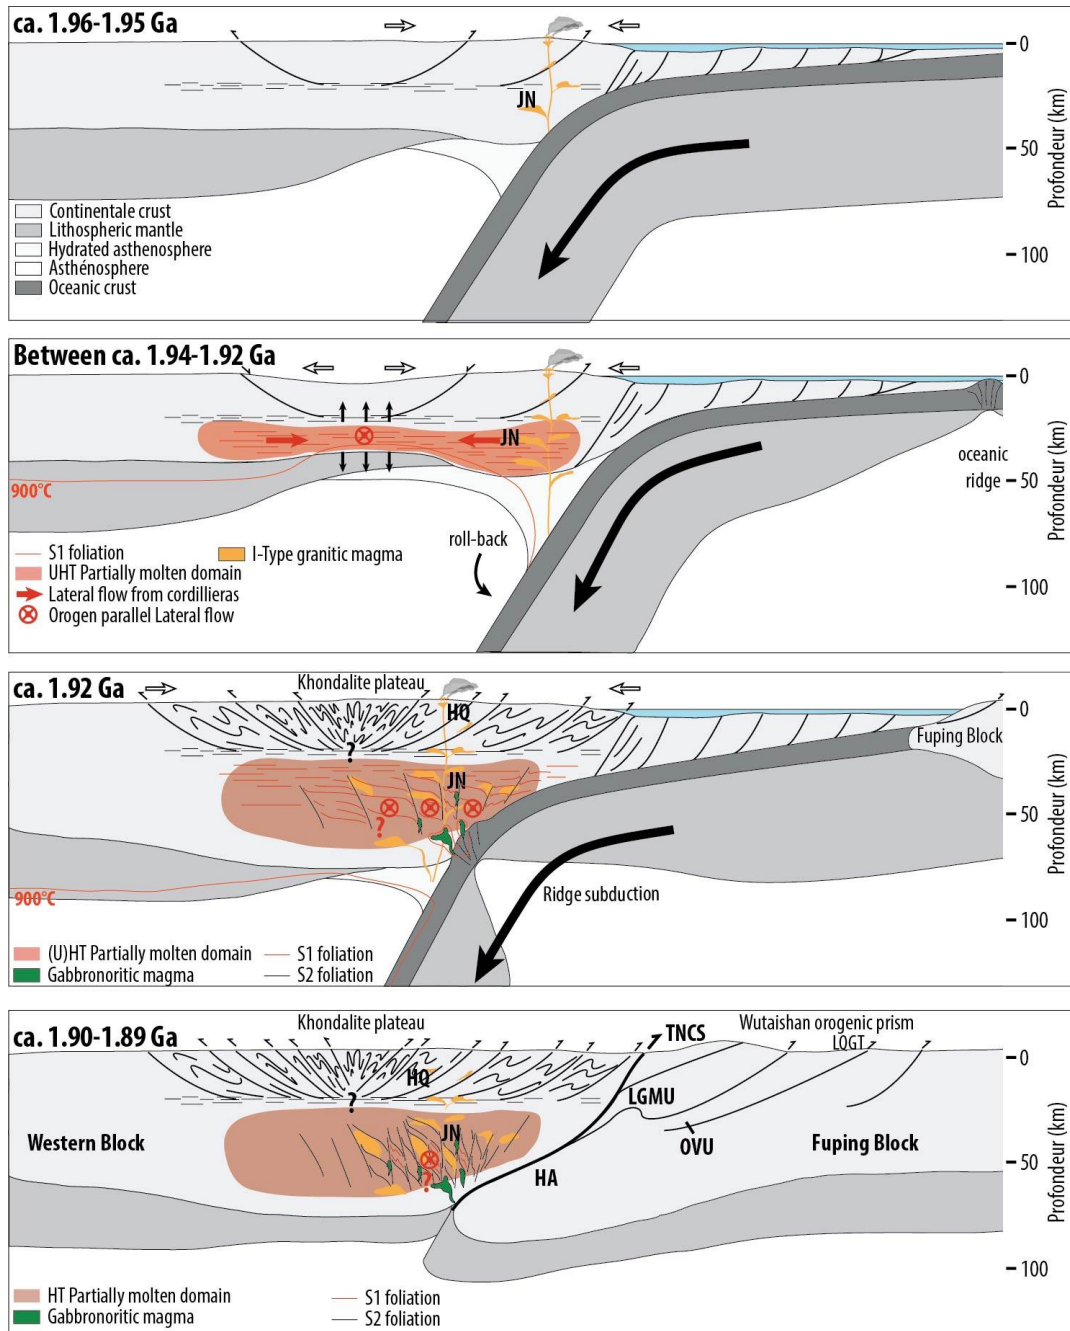 ca. 1.96-1.95 Ga
JN
Continentale crust
Lithospheric mantle
Hydrated asthenosphere
Asthénosphere
Oceanic crust
0
50
100
Profondeur (km)
Between ca. 1.94-1.92 Ga
JN
900°C
oceanic
ridge
roll-back
S1 foliation
I-Type granitic magma
UHT Partially molten domain
Lateral flow from cordillieras
Orogen parallel Lateral flow
0
50
100
Profondeur (km)
ca. 1.92 Ga
Khondalite plateau
HQ
?
JN
?
Fuping Block
Ridge subduction
900°C
(U)HT Partially molten domain
S1 foliation
Gabbronoritic magma
S2 foliation
0
50
100
Profondeur (km)
ca. 1.90-1.89 Ga
Khondalite plateau
TNCS
Wutaishan orogenic prism
LQGT
HQ
?
LGMU
JN
Western Block
OVU
Fuping Block
?
HA
HT Partially molten domain
S1 foliation
Gabbronoritic magma
S2 foliation
0
50
100
Profondeur (km)